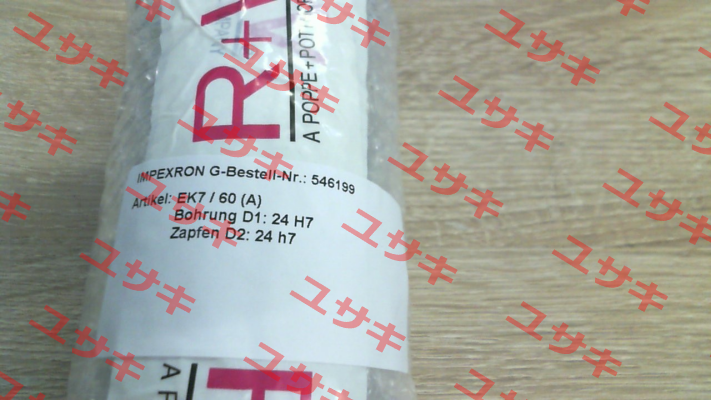 R+W
A POPPE+POTTHOFF
IMPEXRON G-Bestell-Nr.: 546199
Artikel: EK7 / 60 (A)
Bohrung D1: 24 H7
Zapfen D2: 24 h7
ユサキ